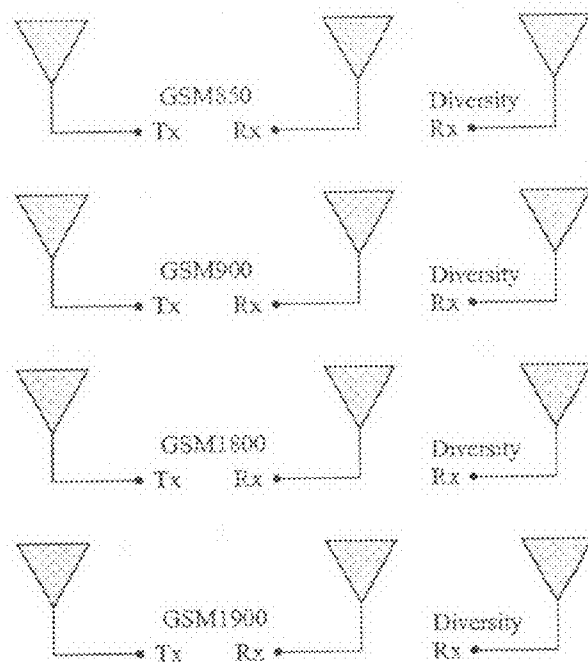 GSM850 Diversity
Tx Rx Rx
GSM900 Diversity
Tx Rx Rx
GSM1800 Diversity
Tx Rx Rx
GSM1900 Diversity
Tx Rx Rx